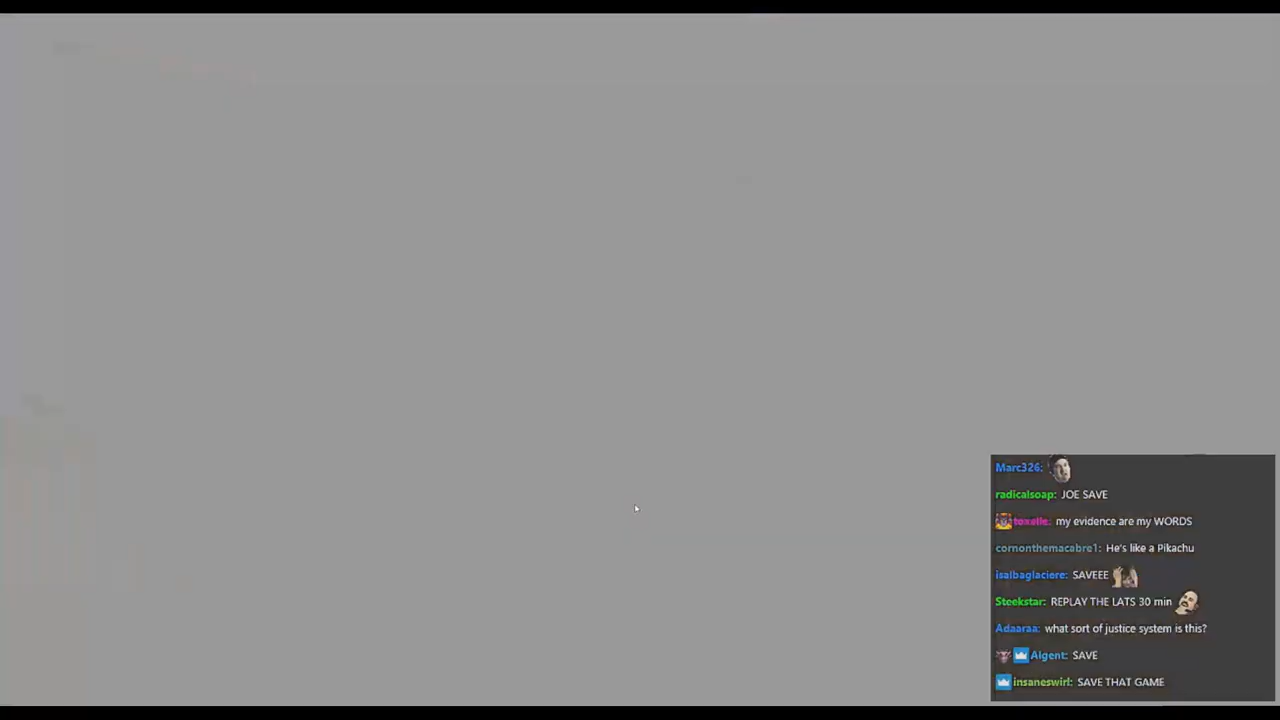 Marc326:
radicalsoap: JOE SAVE
toxelle: my evidence are my WORDS
cornonthemacabre1: He's like a Pikachu
isalbaglaciere: SAVEEE
Steekstar: REPLAY THE LATS 30 min
Adaaraa: what sort of justice system is this?
Aigent: SAVE
insaneswirl: SAVE THAT GAME